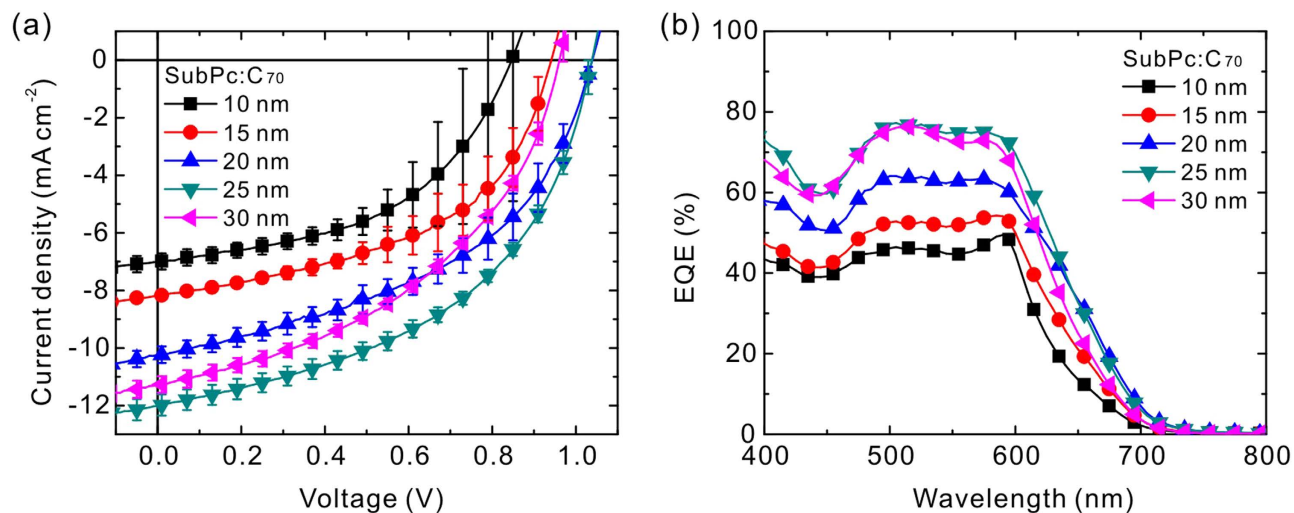 (a)
Current density (mA cm⁻²)
0
-2
-4
-6
-8
-10
-12
SubPc:C₇₀
10 nm
15 nm
20 nm
25 nm
30 nm
0.0 0.2 0.4 0.6 0.8 1.0
Voltage (V)
(b)
EQE (%)
100
80
60
40
20
0
SubPc:C₇₀
10 nm
15 nm
20 nm
25 nm
30 nm
400 500 600 700 800
Wavelength (nm)